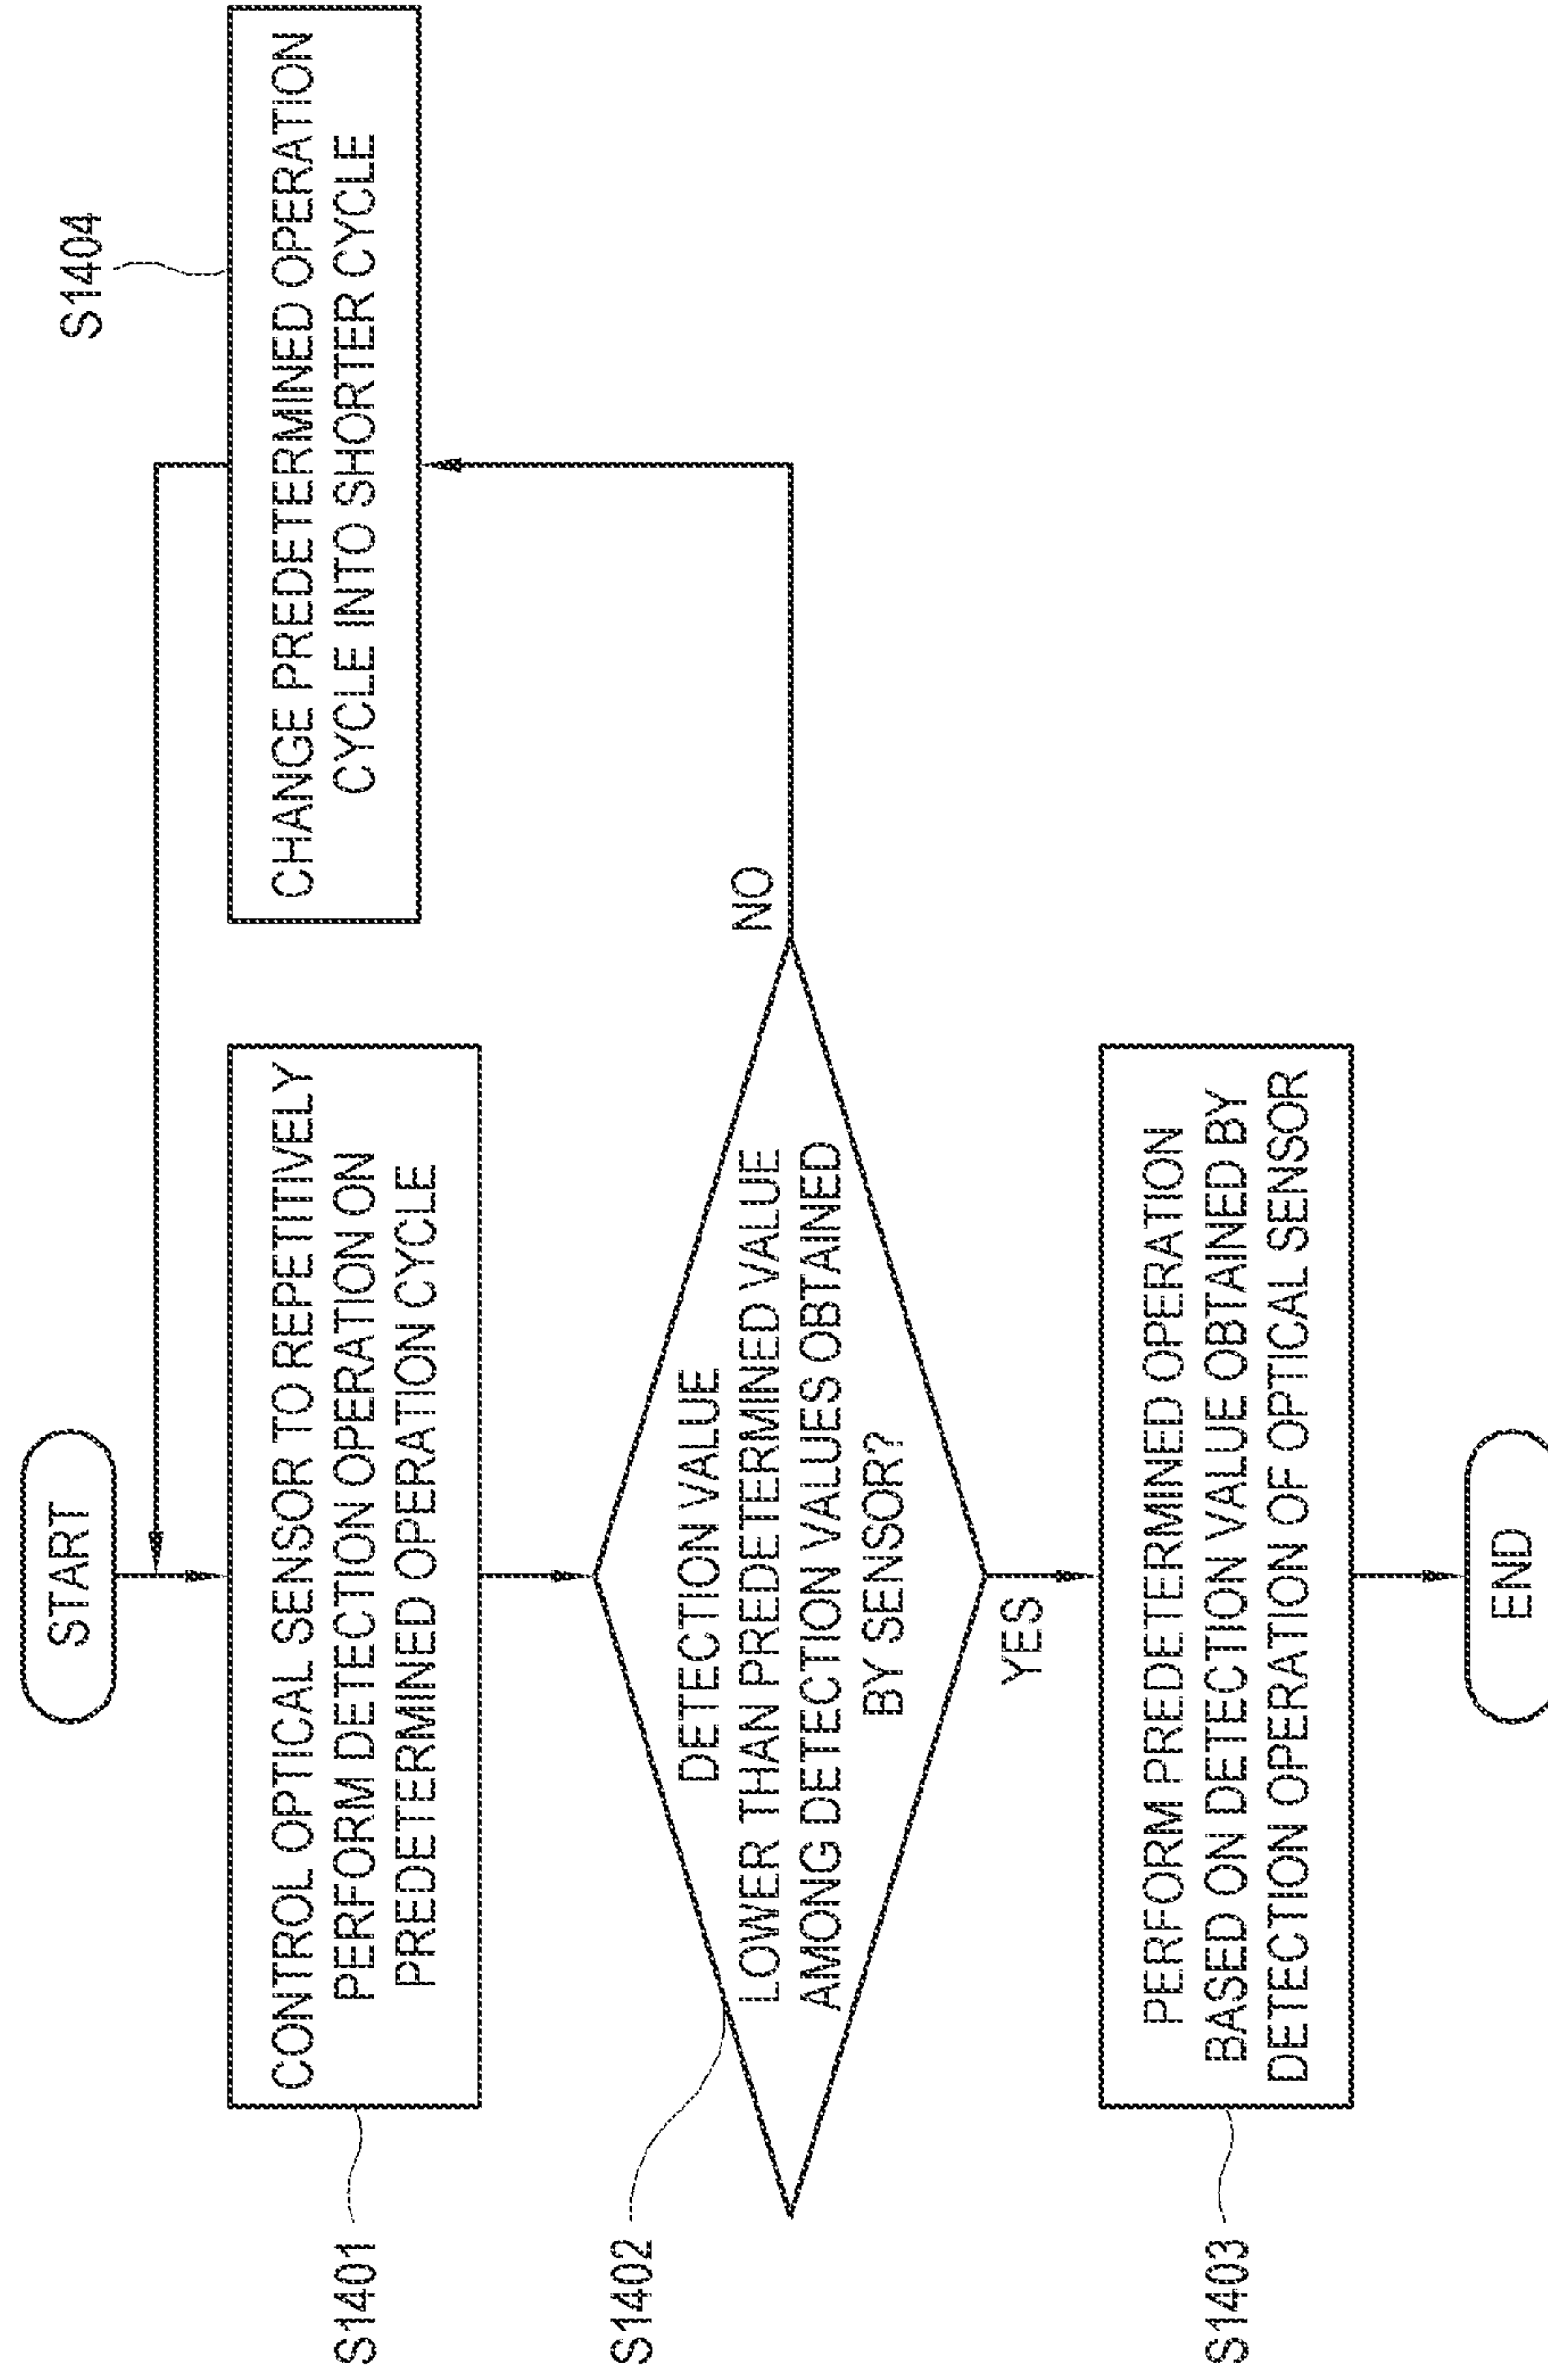 START
S1401
CONTROL OPTICAL SENSOR TO REPETITIVELY
PERFORM DETECTION OPERATION ON
PREDETERMINED OPERATION CYCLE
S1404
CHANGE PREDETERMINED OPERATION
CYCLE INTO SHORTER CYCLE
S1402
DETECTION VALUE
LOWER THAN PREDETERMINED VALUE
AMONG DETECTION VALUES OBTAINED
BY SENSOR?
NO
YES
S1403
PERFORM PREDETERMINED OPERATION
BASED ON DETECTION VALUE OBTAINED BY
DETECTION OPERATION OF OPTICAL SENSOR
END